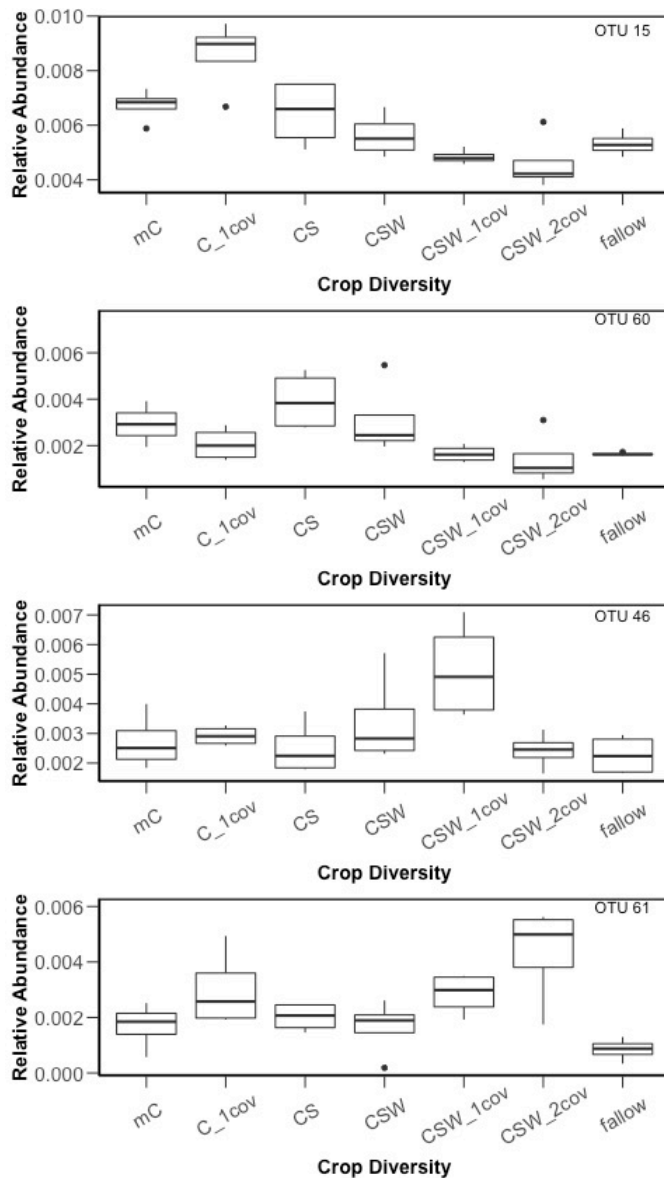 OTU 15
Relative Abundance
0.010
0.008
0.006
0.004
mC C_1cov CS CSW CSW_1cov CSW_2cov fallow
Crop Diversity
OTU 60
Relative Abundance
0.006
0.004
0.002
mC C_1cov CS CSW CSW_1cov CSW_2cov fallow
Crop Diversity
OTU 46
Relative Abundance
0.007
0.006
0.005
0.004
0.003
0.002
mC C_1cov CS CSW CSW_1cov CSW_2cov fallow
Crop Diversity
OTU 61
Relative Abundance
0.006
0.004
0.002
0.000
mC C_1cov CS CSW CSW_1cov CSW_2cov fallow
Crop Diversity